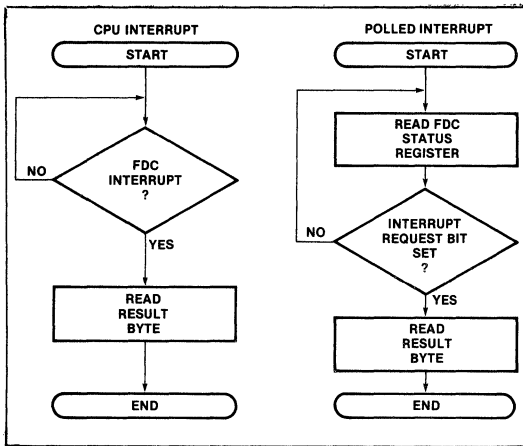 CPU INTERRUPT
START
NO
FDC
INTERRUPT
?
YES
READ
RESULT
BYTE
END
POLLED INTERRUPT
START
READ FDC
STATUS
REGISTER
NO
INTERRUPT
REQUEST BIT
SET
?
YES
READ
RESULT
BYTE
END